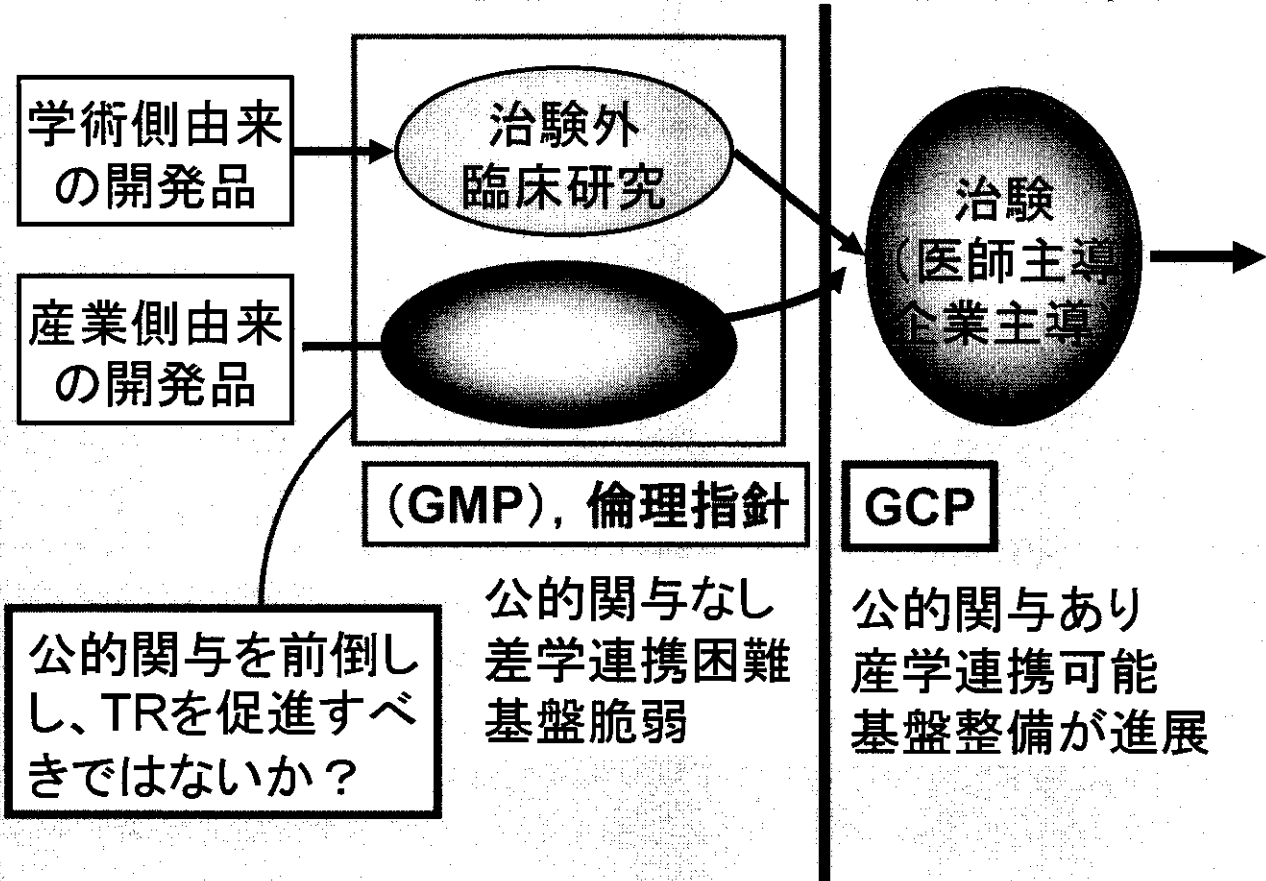 学術側由来
の開発品
治験外
臨床研究
産業側由来
の開発品
治験
（医師主導
企業主導）
（GMP），倫理指針
GCP
公的関与なし
差学連携困難
基盤脆弱
公的関与あり
産学連携可能
基盤整備が進展
公的関与を前倒し
し、TRを促進すべ
きではないか？